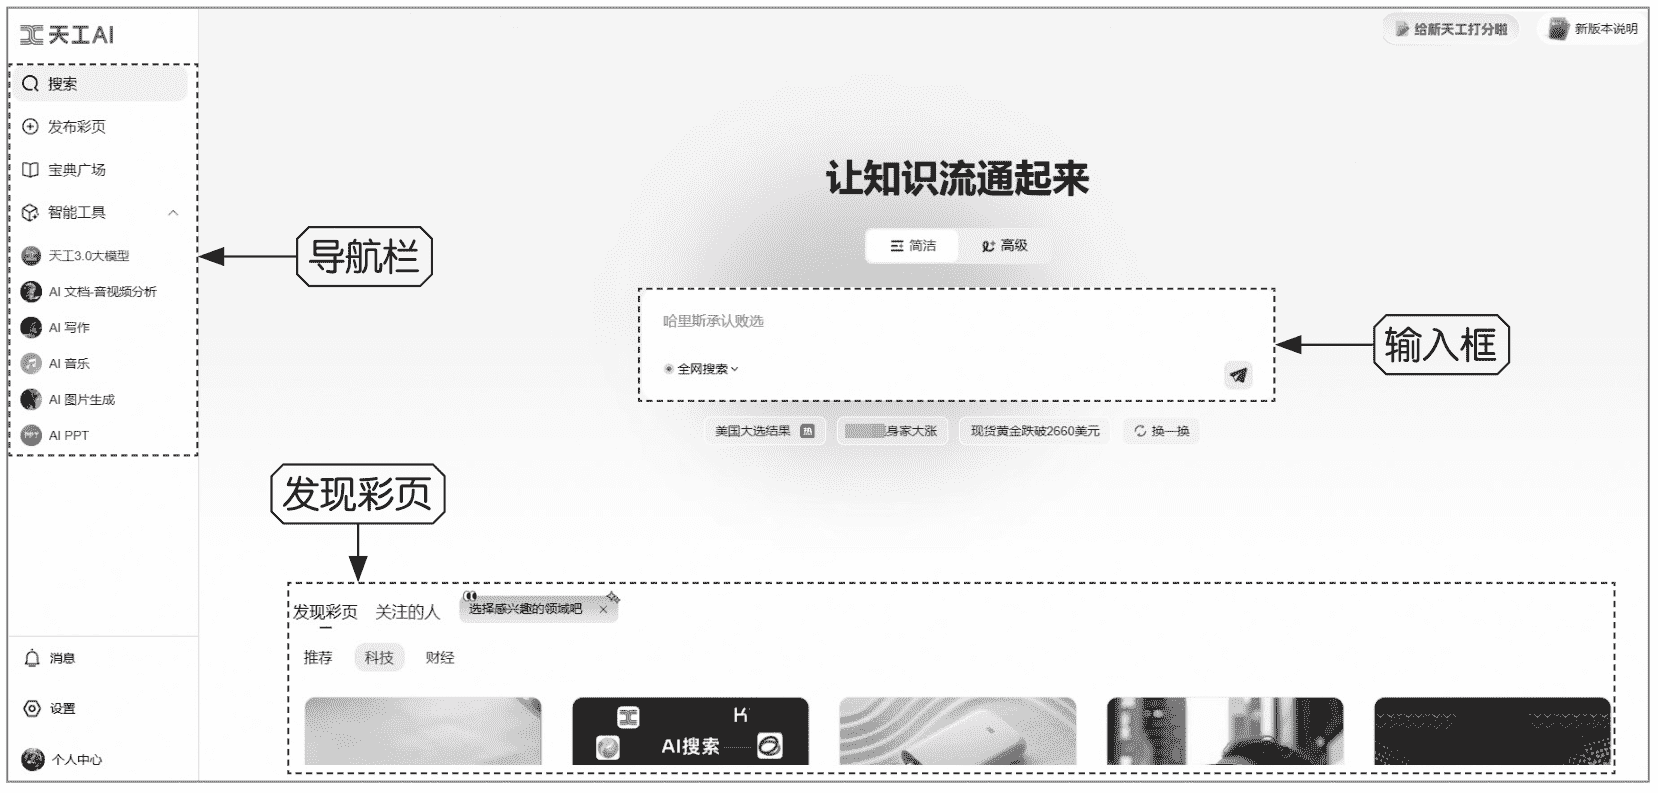 天工AI
给新天工打分啦
新版本说明
搜索
发布彩页
宝典广场
智能工具
天工3.0大模型
AI 文档-音视频分析
AI 写作
AI 音乐
AI 图片生成
AI PPT
导航栏
让知识流通起来
简洁
高级
哈里斯承认败选
全网搜索
输入框
美国大选结果 热
身家大涨
现货黄金跌破2660美元
换一换
发现彩页
发现彩页 关注的人
选择感兴趣的领域吧 ×
推荐 科技 财经
AI搜索
消息
设置
个人中心